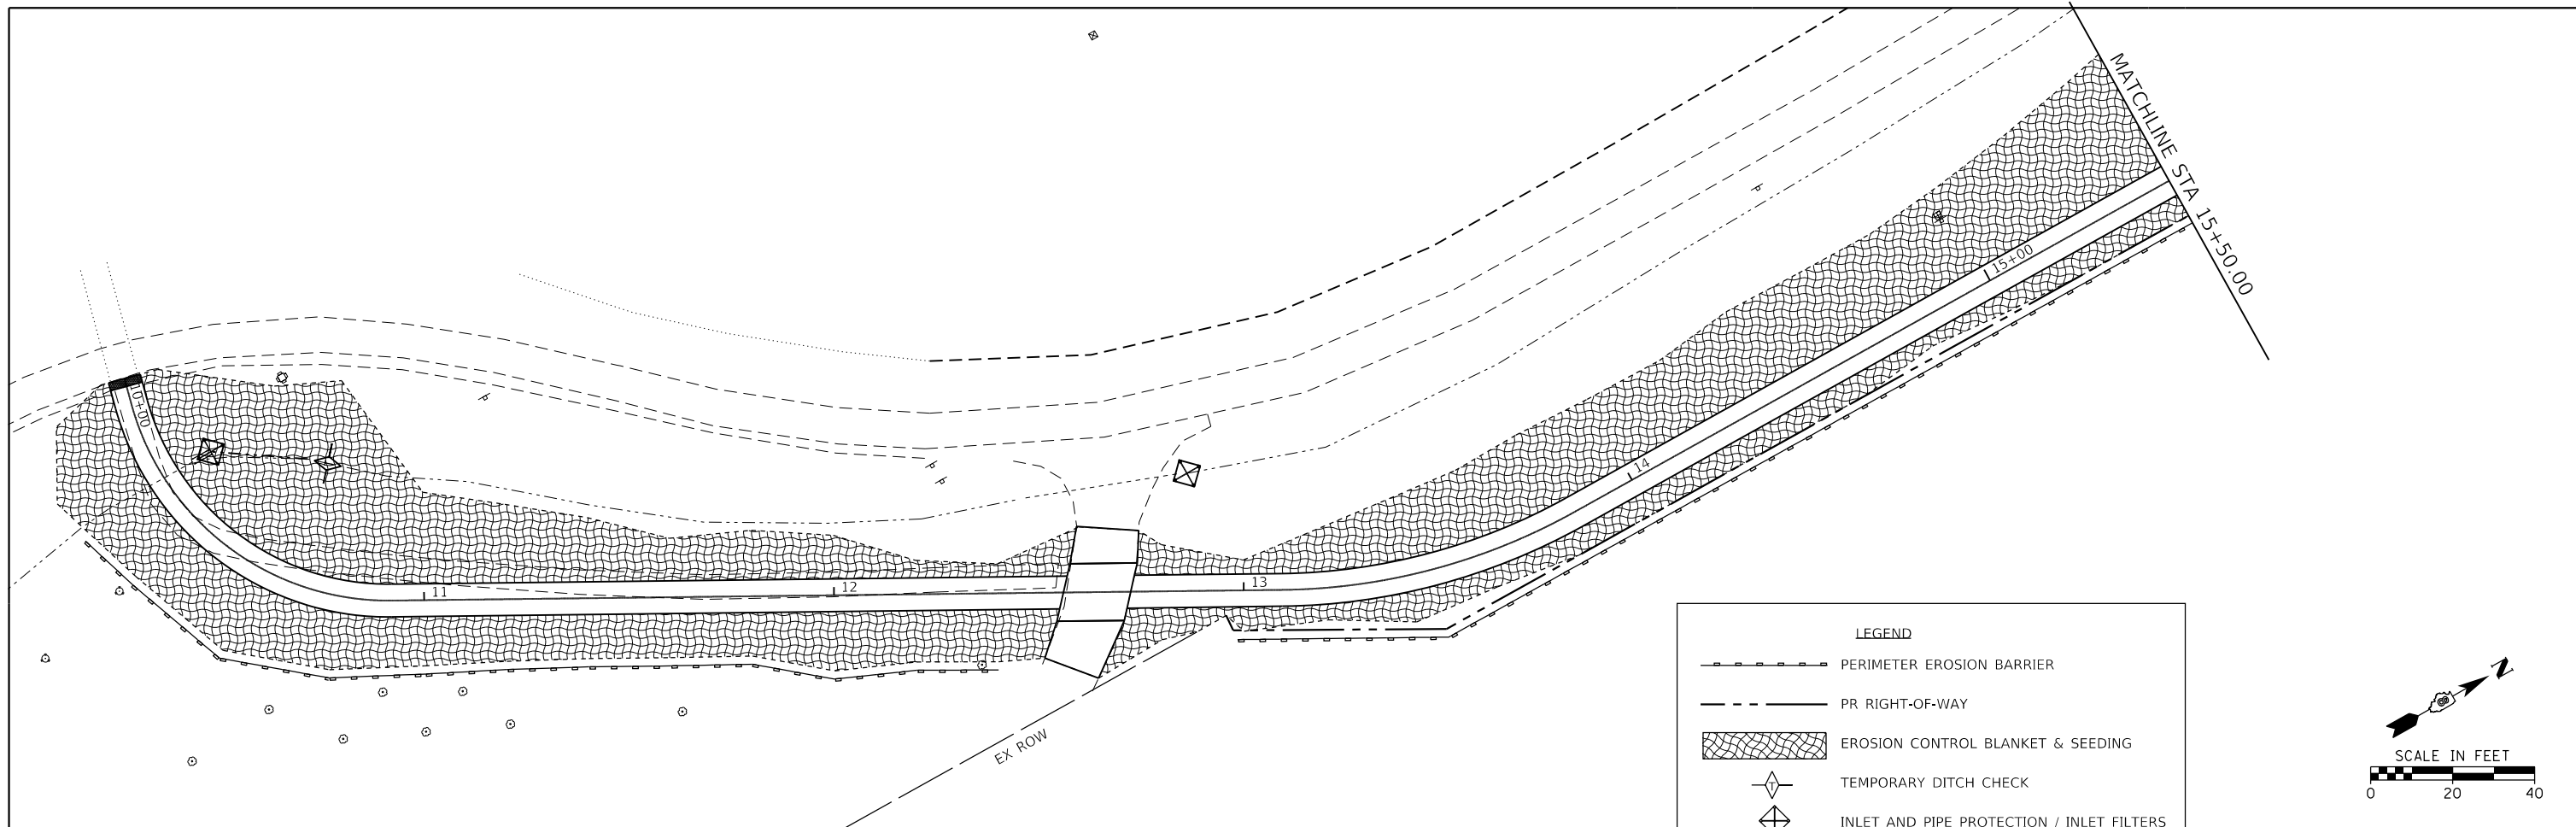 MATCHLINE STA 15+50.00
15+00
10+00
14
13
12
11
EX ROW
LEGEND
PERIMETER EROSION BARRIER
PR RIGHT-OF-WAY
EROSION CONTROL BLANKET & SEEDING
T
TEMPORARY DITCH CHECK
INLET AND PIPE PROTECTION / INLET FILTERS
N
SCALE IN FEET
0 20 40